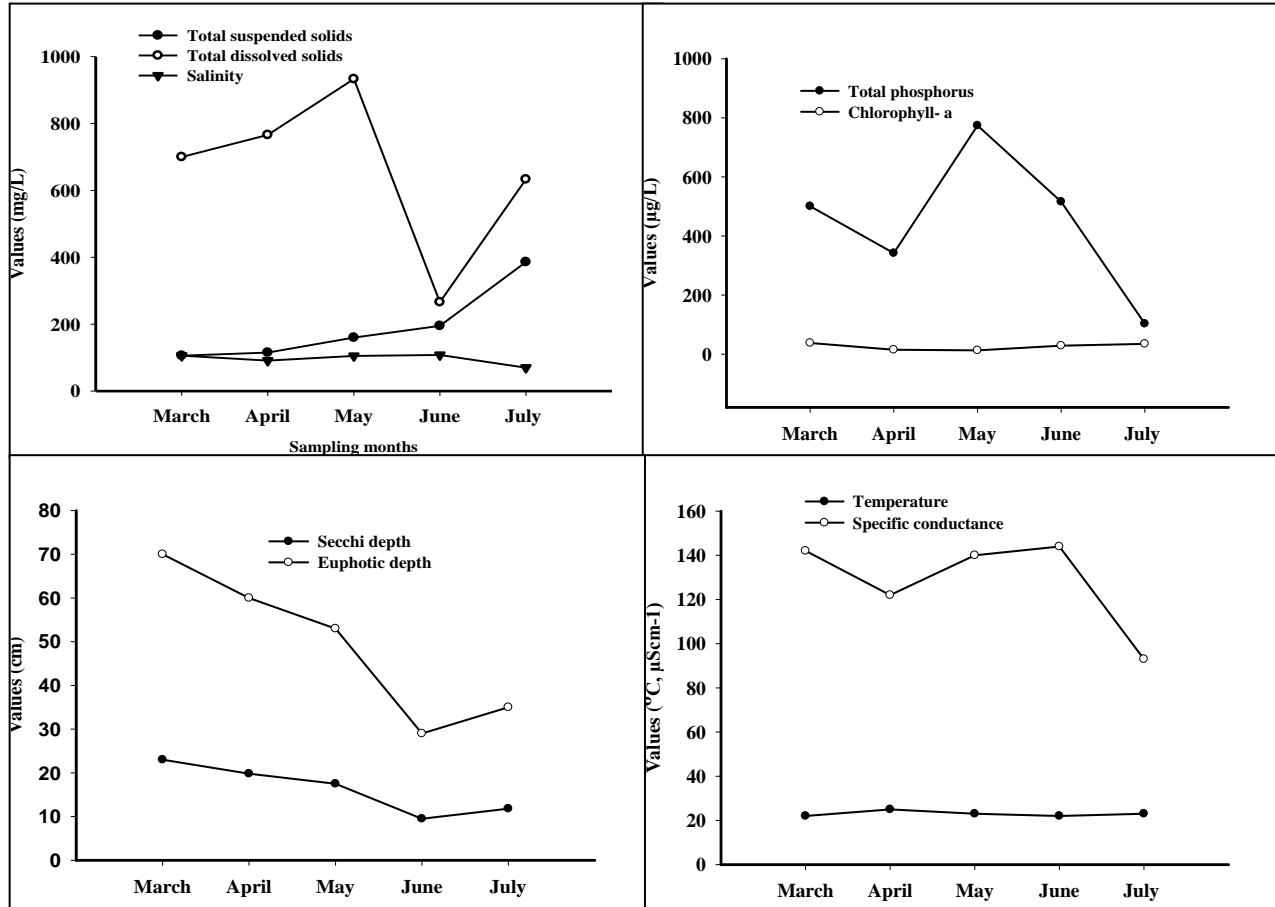 Total suspended solids
Total dissolved solids
Salinity
1000
800
600
400
200
0
Values (mg/L)
March April May June July
Sampling months
Total phosphorus
Chlorophyll- a
1000
800
600
400
200
0
Values (µg/L)
March April May June July
Secchi depth
Euphotic depth
80
70
60
50
40
30
20
10
0
Values (cm)
March April May June July
Temperature
Specific conductance
160
140
120
100
80
60
40
20
0
Values (°C, µScm-1)
March April May June July